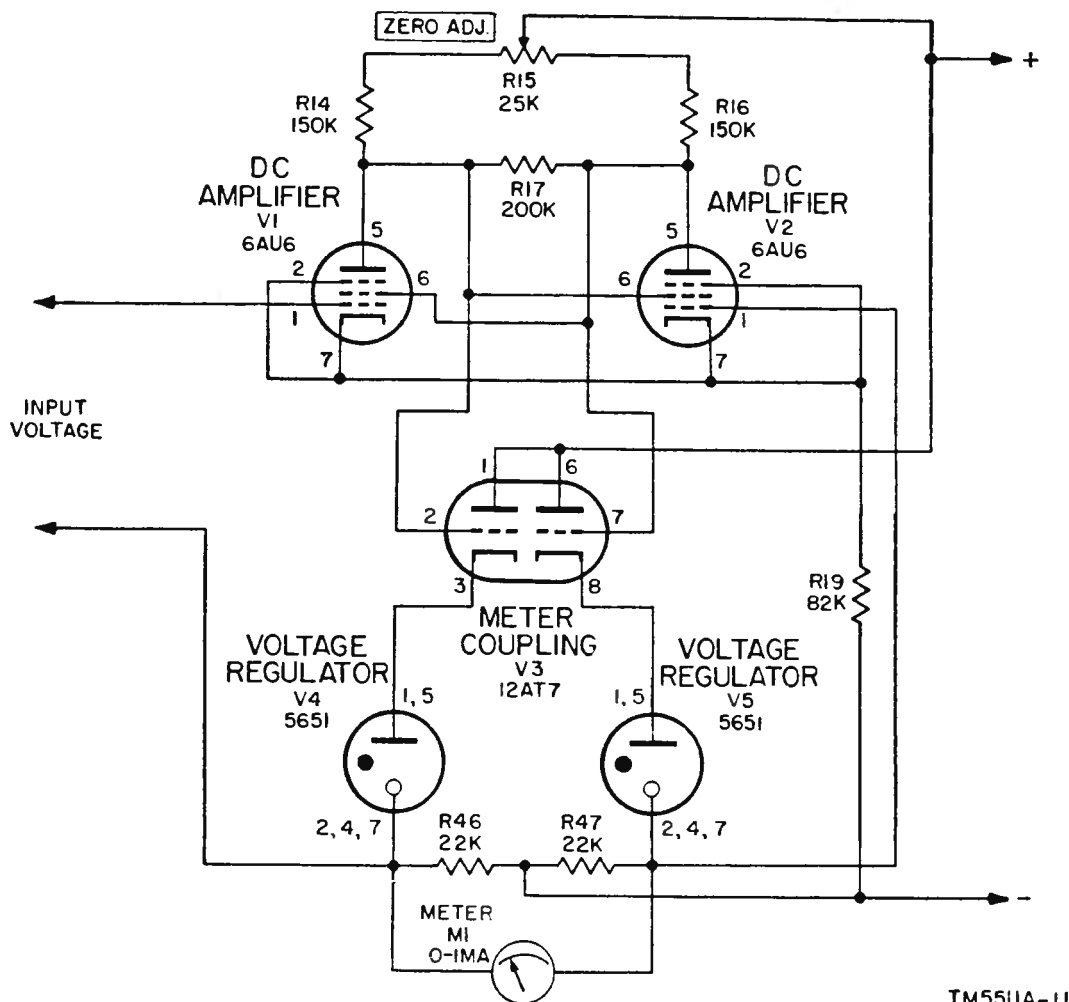 ZERO ADJ.
R15
25K
+
R14
150K
R16
150K
R17
200K
DC
AMPLIFIER
V1
6AU6
DC
AMPLIFIER
V2
6AU6
5
2
6
1
7
5
6
2
1
7
INPUT
VOLTAGE
1
6
2
7
3
8
METER
COUPLING
V3
12AT7
R19
82K
VOLTAGE
REGULATOR
V4
5651
1,5
VOLTAGE
REGULATOR
V5
5651
1,5
2,4,7
R46
22K
R47
22K
2,4,7
-
METER
M1
0-1MA